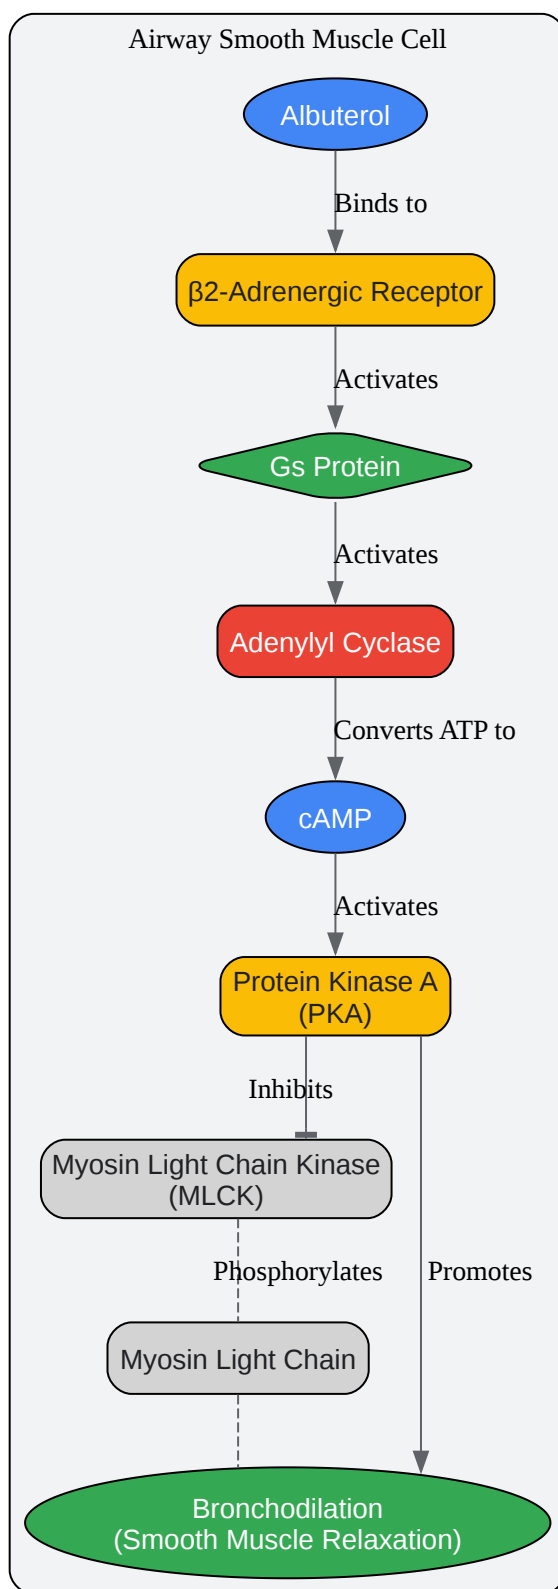 Airway Smooth Muscle Cell
Albuterol
Binds to
β2-Adrenergic Receptor
Activates
Gs Protein
Activates
Adenylyl Cyclase
Converts ATP to
cAMP
Activates
Protein Kinase A
(PKA)
Inhibits
Myosin Light Chain Kinase
(MLCK)
Phosphorylates
Promotes
Myosin Light Chain
Bronchodilation
(Smooth Muscle Relaxation)